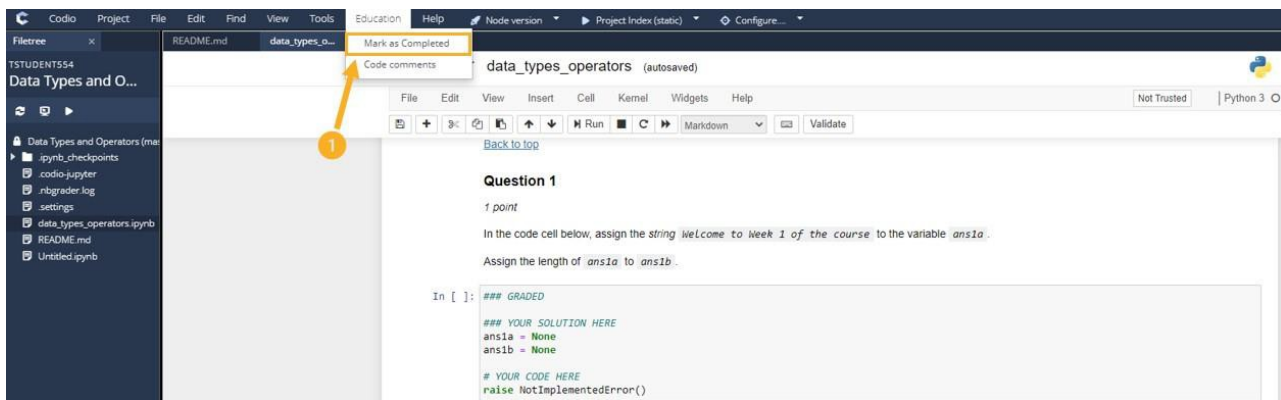 Codio Project File Edit Find View Tools Education Help Node version Project Index (static) Configure...
Filetree × README.md data_types_o... Mark as Completed
TSTUDENT554
Data Types and O...
Code comments
data_types_operators (autosaved)
File Edit View Insert Cell Kernel Widgets Help Not Trusted Python 3
Run Markdown Validate
1
Data Types and Operators (mas
.ipynb_checkpoints
.codio-jupyter
.nbgrader.log
.settings
data_types_operators.ipynb
README.md
Untitled.ipynb
Back to top
Question 1
1 point
In the code cell below, assign the string Welcome to Week 1 of the course to the variable ans1a .
Assign the length of ans1a to ans1b .
In [ ]: ### GRADED
### YOUR SOLUTION HERE
ans1a = None
ans1b = None
# YOUR CODE HERE
raise NotImplementedError()